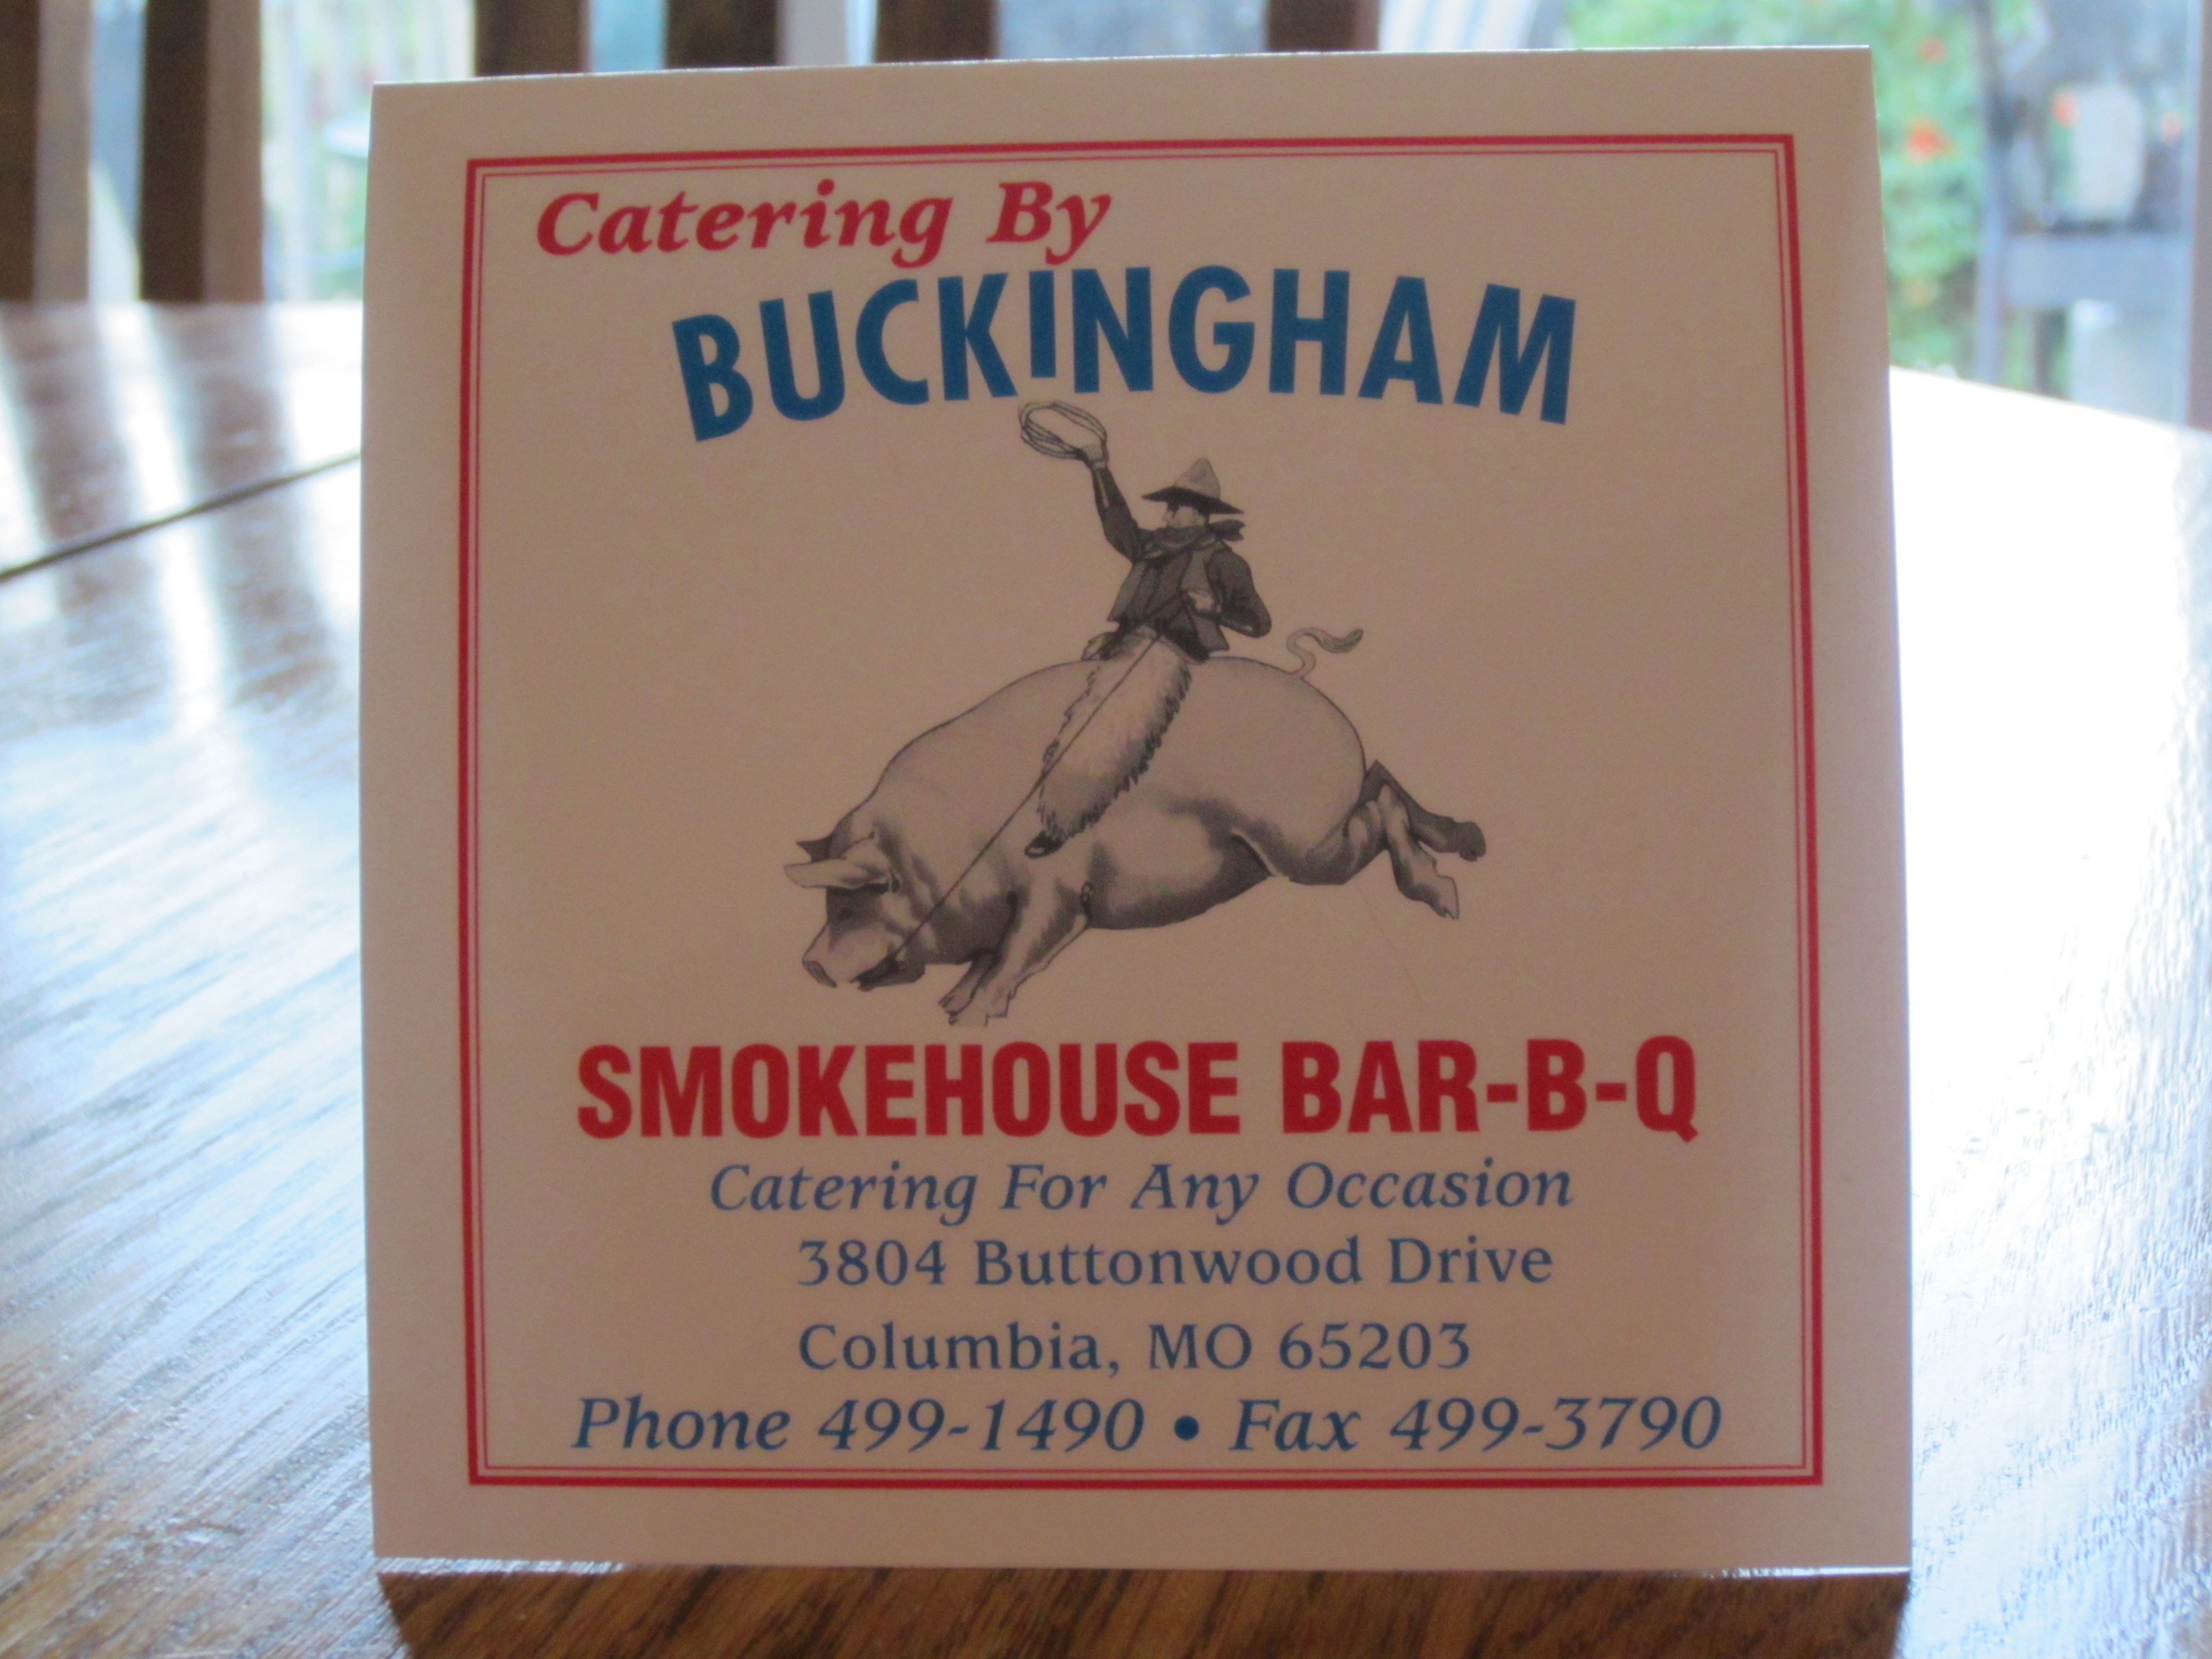 Catering By
BUCKINGHAM
SMOKEHOUSE BAR-B-Q
Catering For Any Occasion
3804 Buttonwood Drive
Columbia, MO 65203
Phone 499-1490 • Fax 499-3790